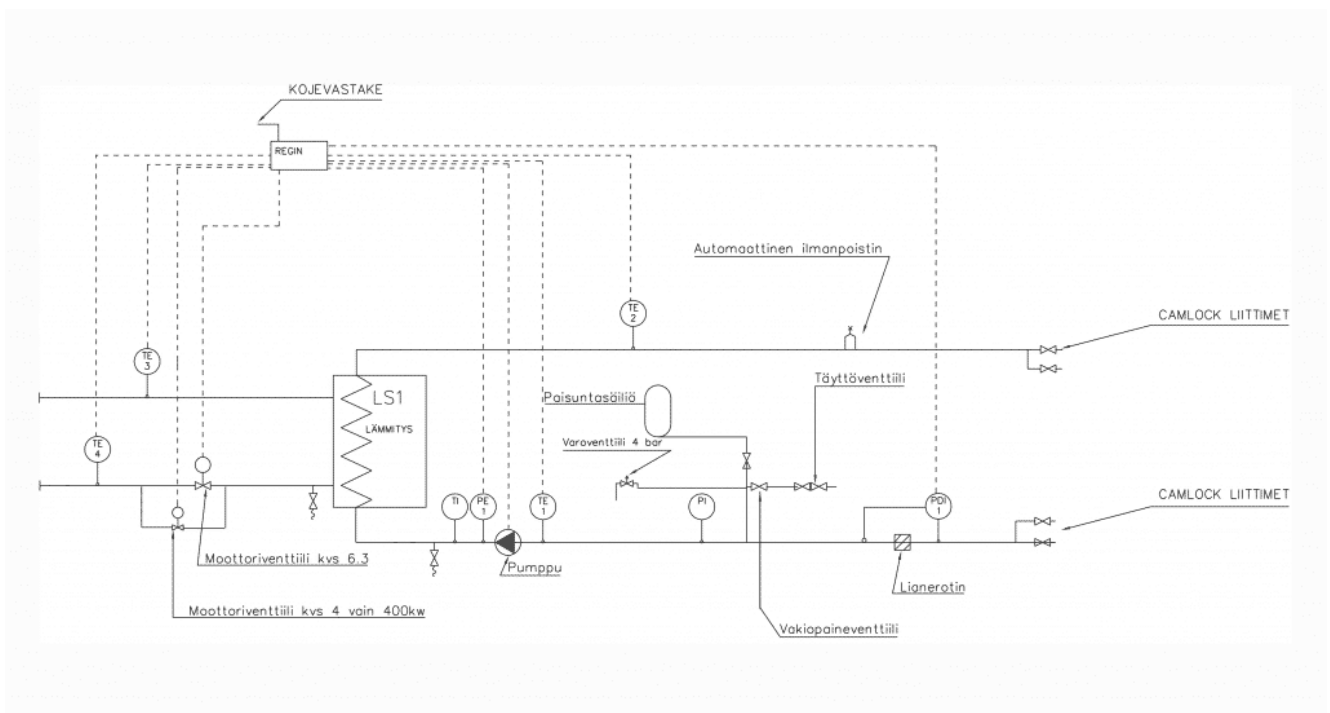 KOJEVASTAKE
REGIN
Automaattinen ilmanpoistin
TE
2
CAMLOCK LIITTIMET
TE
3
LS1
LÄMMITYS
Paisuntasäiliö
Täyttöventtiili
TE
4
Varoventtiili 4 bar
TI
PE
1
TE
1
PI
PDI
1
CAMLOCK LIITTIMET
Moottoriventtiili kvs 6.3
Pumppu
Lianerotin
Moottoriventtiili kvs 4 vain 400kw
Vakiopaineventtiili